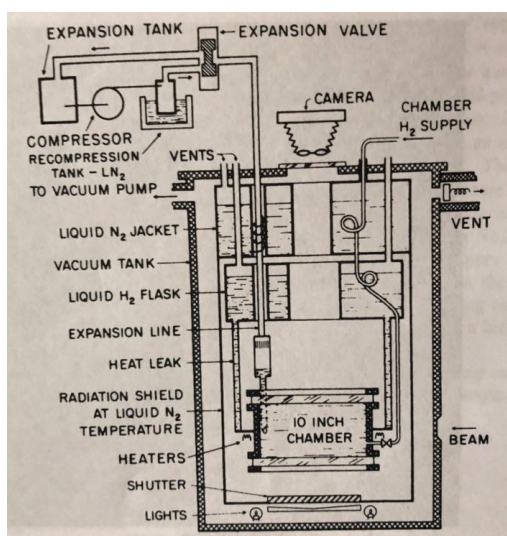 EXPANSION TANK
EXPANSION VALVE
CAMERA
CHAMBER
H₂ SUPPLY
COMPRESSOR
RECOMPRESSION
TANK – LN₂
VENTS
TO VACUUM PUMP
VENT
LIQUID N₂ JACKET
VACUUM TANK
LIQUID H₂ FLASK
EXPANSION LINE
HEAT LEAK
RADIATION SHIELD
AT LIQUID N₂
TEMPERATURE
10 INCH
CHAMBER
BEAM
HEATERS
SHUTTER
LIGHTS